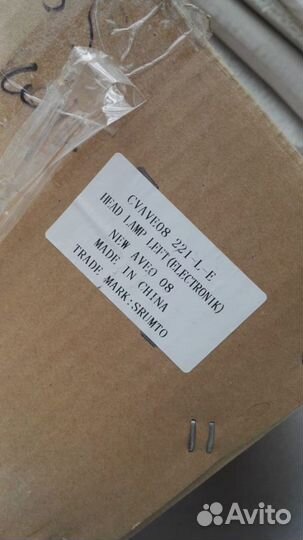 CVAVE08 221-L-E
HEAD LAMP LEFT(ELECTRONIK)
NEW AVEO 08
MADE IN CHINA
TRADE MARK:SRUMTO
Avito